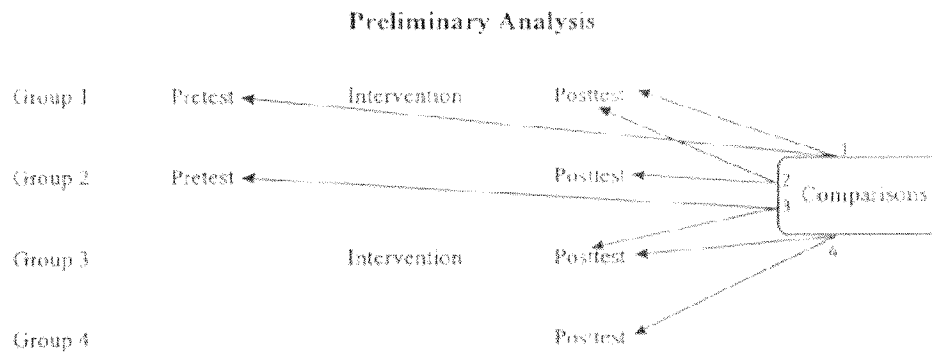 Preliminary Analysis
Group 1 Pretest Intervention Posttest
1
Group 2 Pretest Posttest
2
Comparisons
3
Group 3 Intervention Posttest
4
Group 4 Posttest